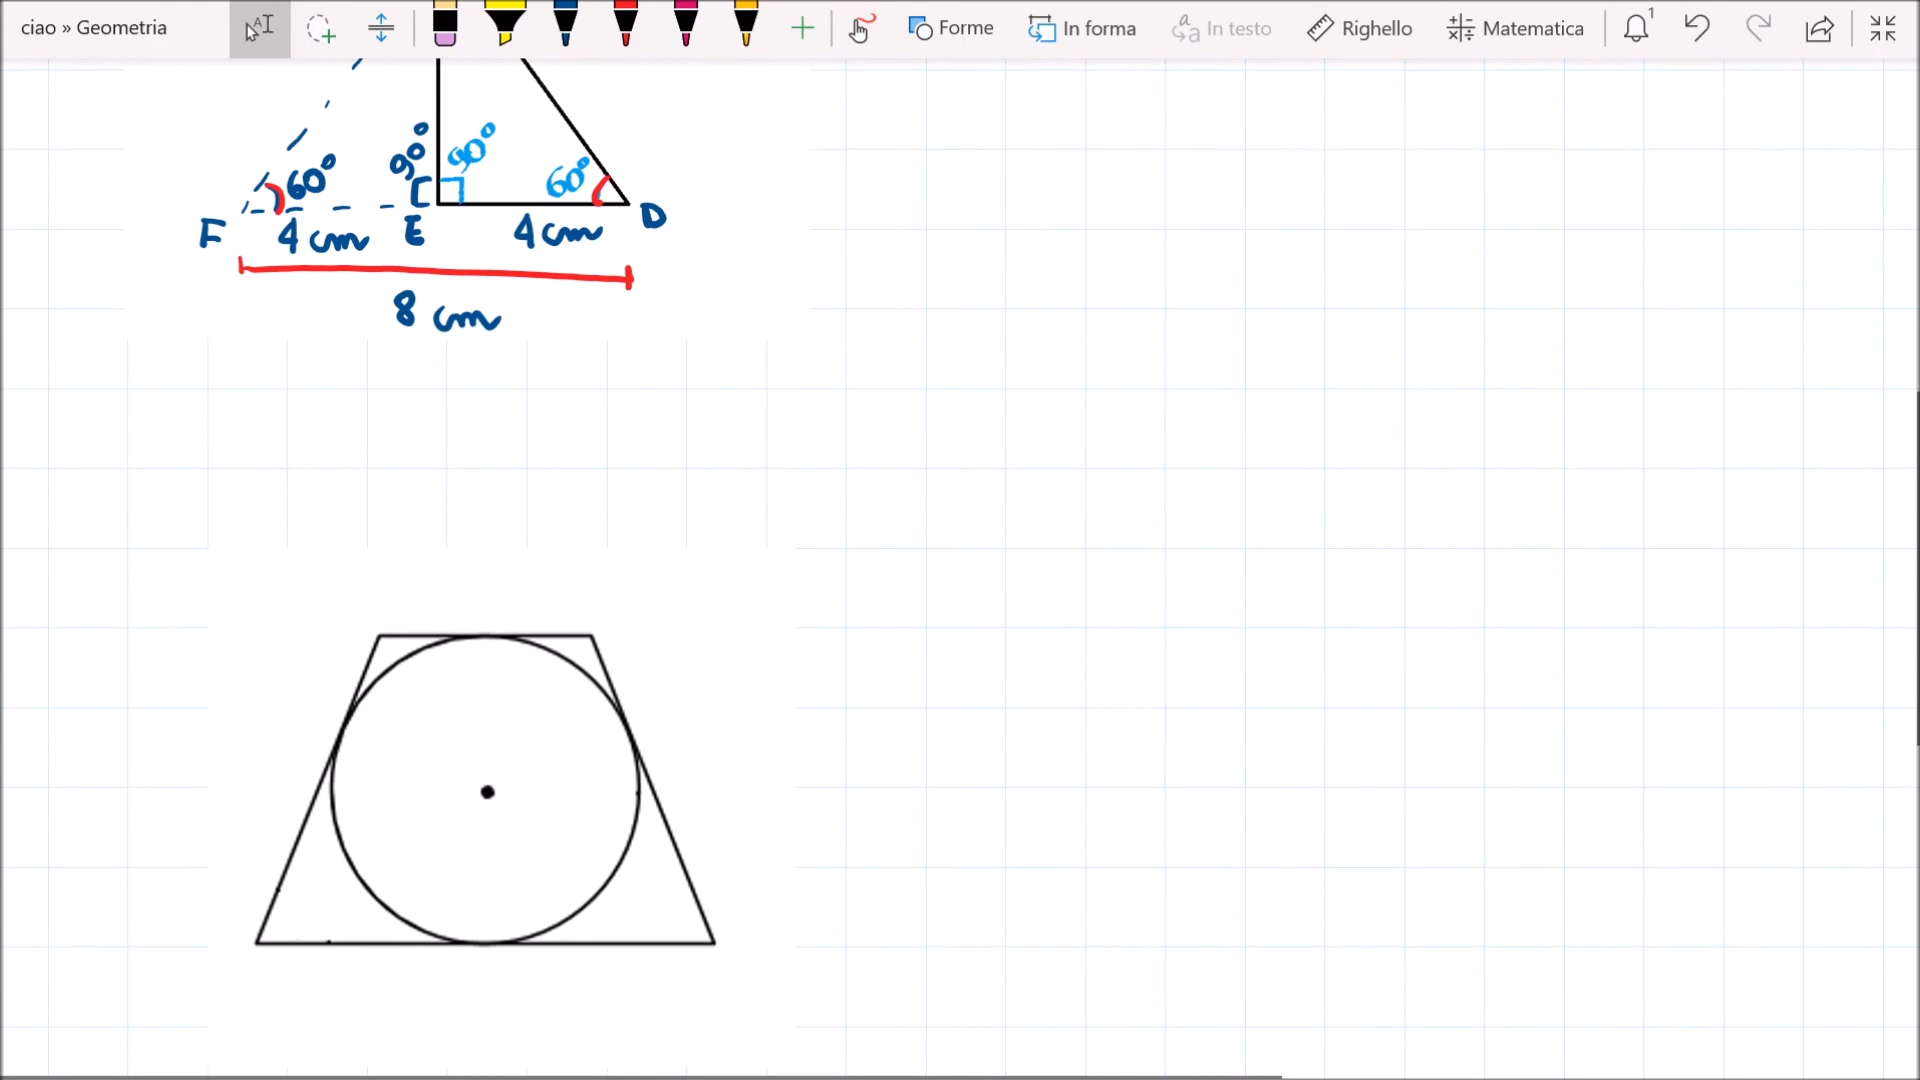 ciao » Geometria
A
Forme
In forma
a
a
In testo
Righello
Matematica
1
90°
90°
60°
60°
F
4 cm
E
4 cm
D
8 cm